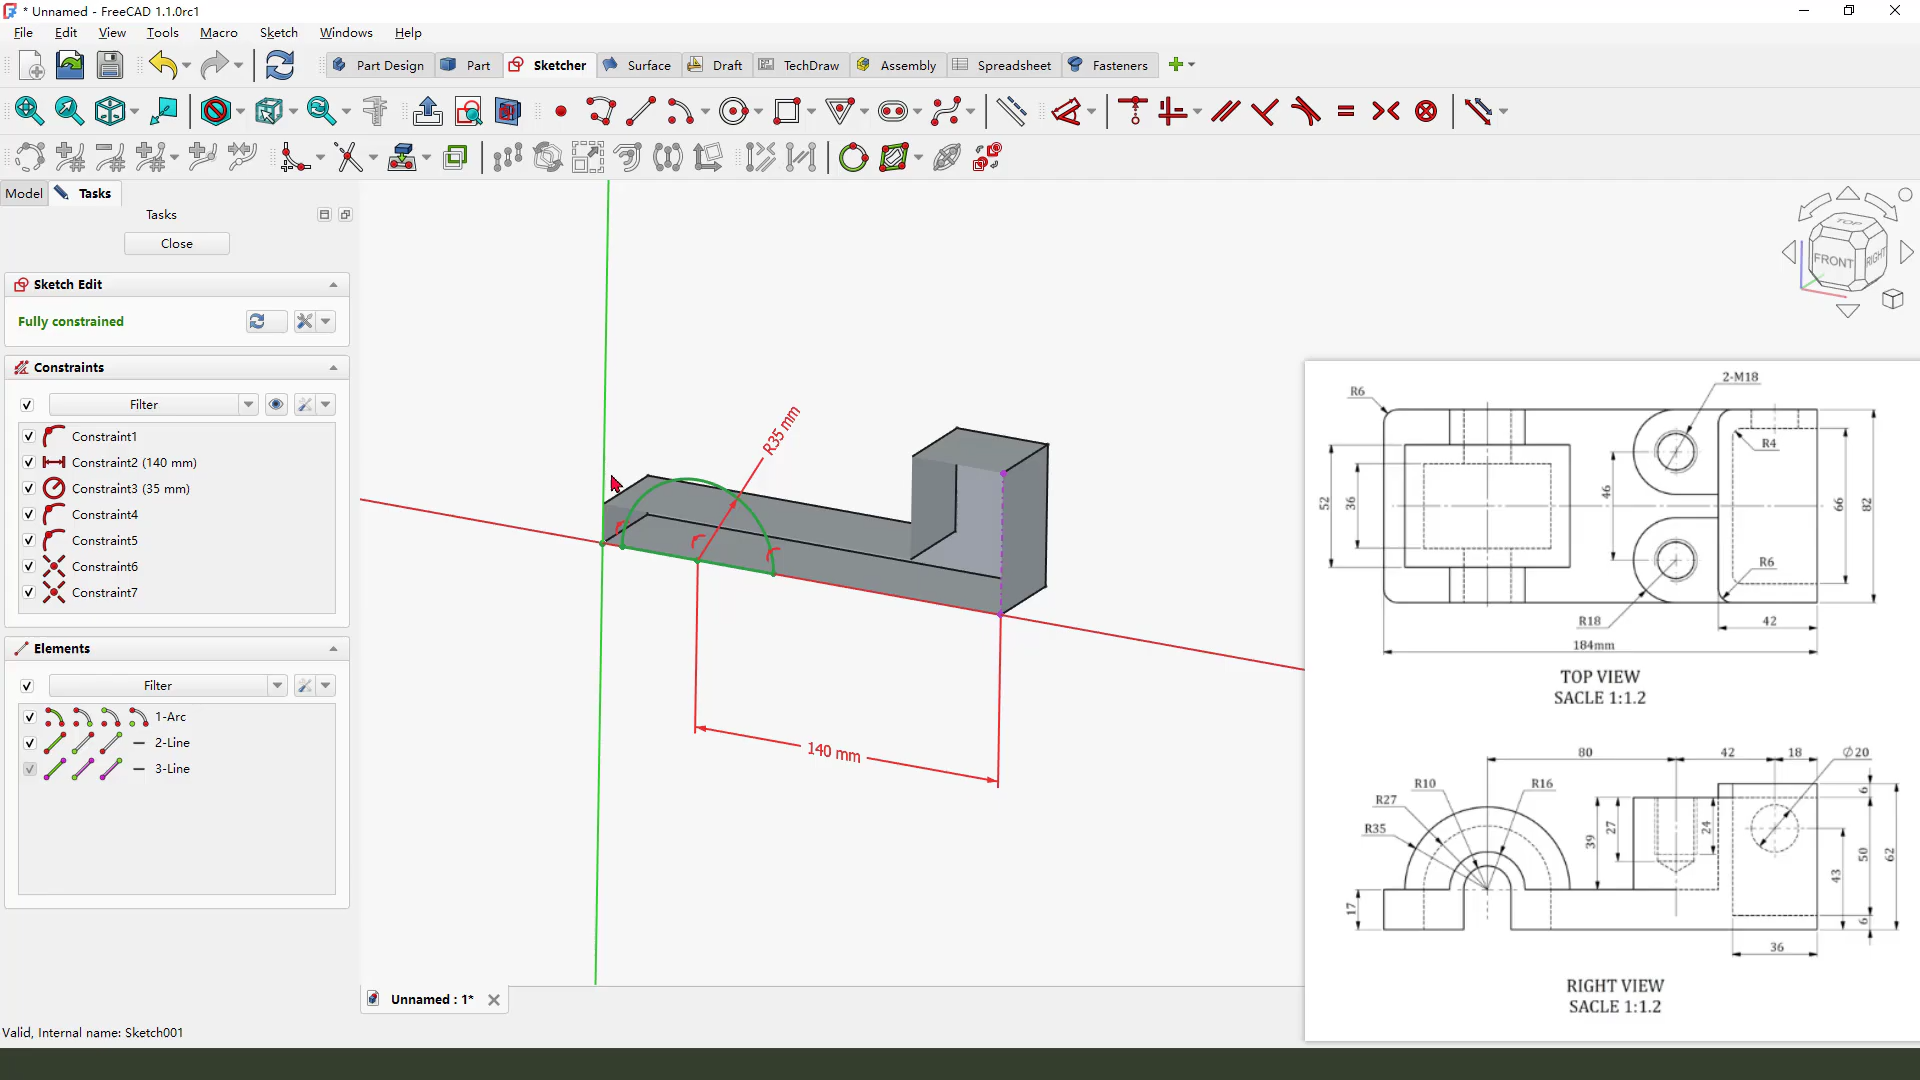 * Unnamed - FreeCAD 1.1.0rc1
File Edit View Tools Macro Sketch Windows Help
Part Design Part Sketcher Surface Draft TechDraw Assembly Spreadsheet Fasteners
Model Tasks
Tasks
Close
Sketch Edit
Fully constrained
Constraints
Filter
Constraint1
Constraint2 (140 mm)
Constraint3 (35 mm)
Constraint4
Constraint5
Constraint6
Constraint7
Elements
Filter
1-Arc
2-Line
3-Line
R35 mm
140 mm
TOP
FRONT
RIGHT
R6
2-M18
R4
52
36
46
66
82
R6
R18
42
184mm
TOP VIEW
SACLE 1:1.2
80
42
18
∅20
R10
R16
R27
R35
6
39
27
24
50
62
43
17
6
36
RIGHT VIEW
SACLE 1:1.2
Unnamed : 1*
Valid, Internal name: Sketch001